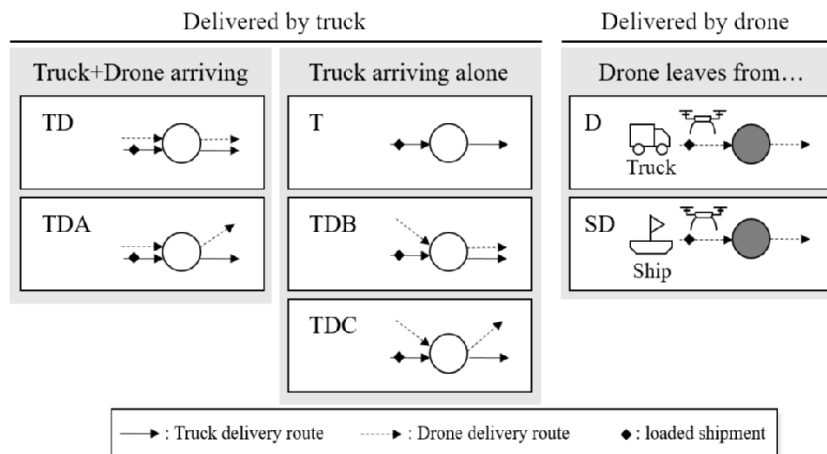 Delivered by truck
Delivered by drone
Truck+Drone arriving
Truck arriving alone
Drone leaves from…
TD
T
D
Truck
TDA
TDB
SD
Ship
TDC
: Truck delivery route
: Drone delivery route
: loaded shipment